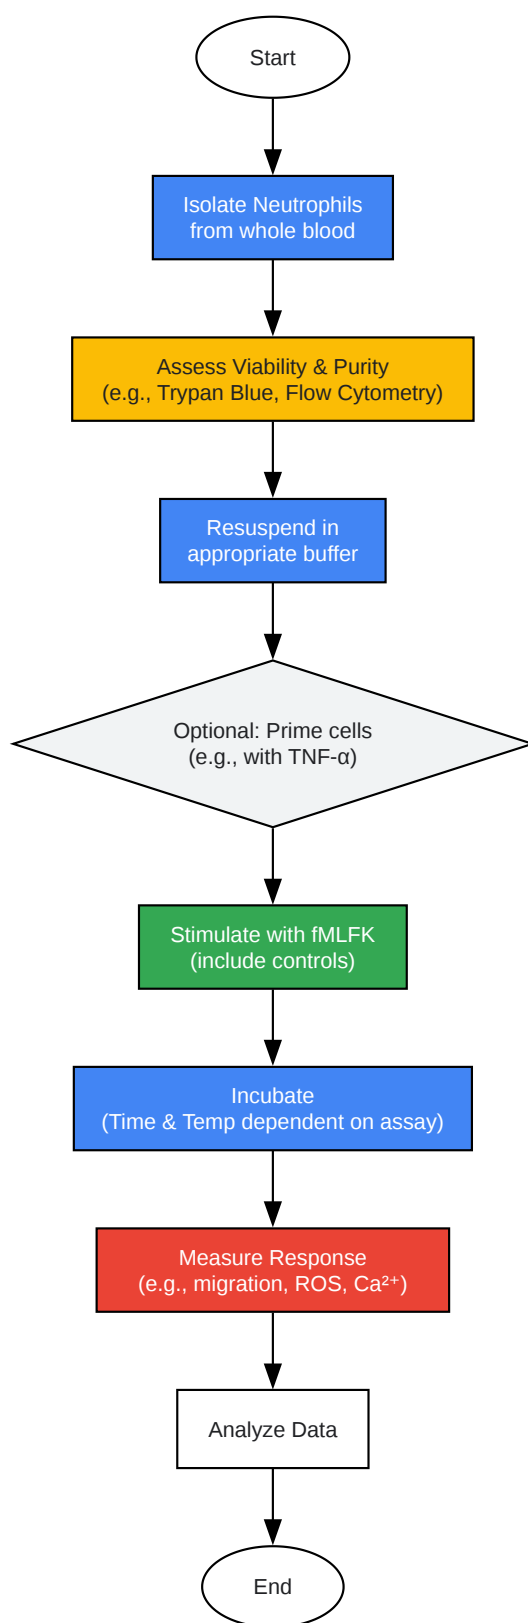 Start
Isolate Neutrophils
from whole blood
Assess Viability & Purity
(e.g., Trypan Blue, Flow Cytometry)
Resuspend in
appropriate buffer
Optional: Prime cells
(e.g., with TNF-α)
Stimulate with fMLFK
(include controls)
Incubate
(Time & Temp dependent on assay)
Measure Response
(e.g., migration, ROS, Ca²⁺)
Analyze Data
End